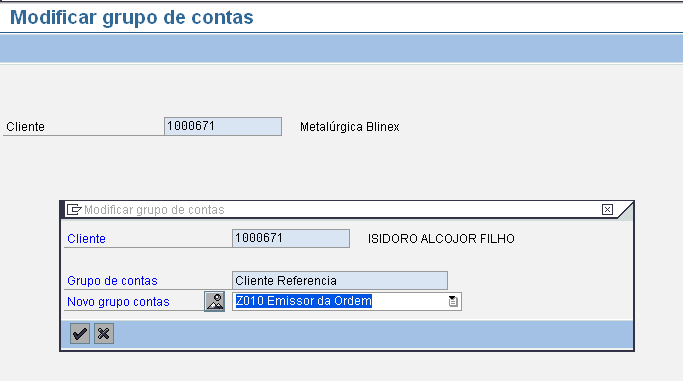 Modificar grupo de contas
Cliente 1000671 Metalúrgica Blinex
Modificar grupo de contas
Cliente 1000671 ISIDORO ALCOJOR FILHO
Grupo de contas Cliente Referencia
Novo grupo contas Z010 Emissor da Ordem